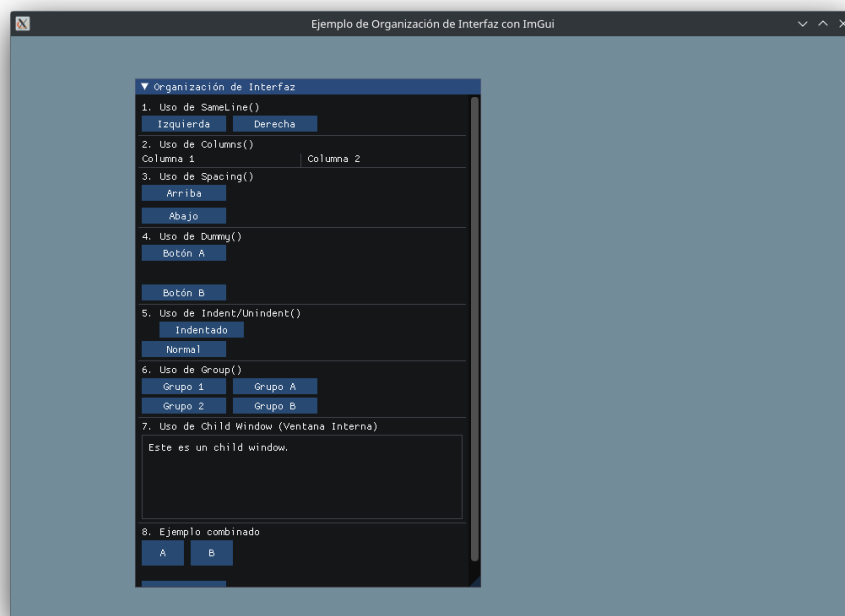 Ejemplo de Organización de Interfaz con ImGui
Organización de Interfaz
1. Uso de SameLine()
Izquierda Derecha
2. Uso de Columns()
Columna 1 Columna 2
3. Uso de Spacing()
Arriba
Abajo
4. Uso de Dummy()
Botón A
Botón B
5. Uso de Indent/Unindent()
Indentado
Normal
6. Uso de Group()
Grupo 1 Grupo A
Grupo 2 Grupo B
7. Uso de Child Window (Ventana Interna)
Este es un child window.
8. Ejemplo combinado
A B